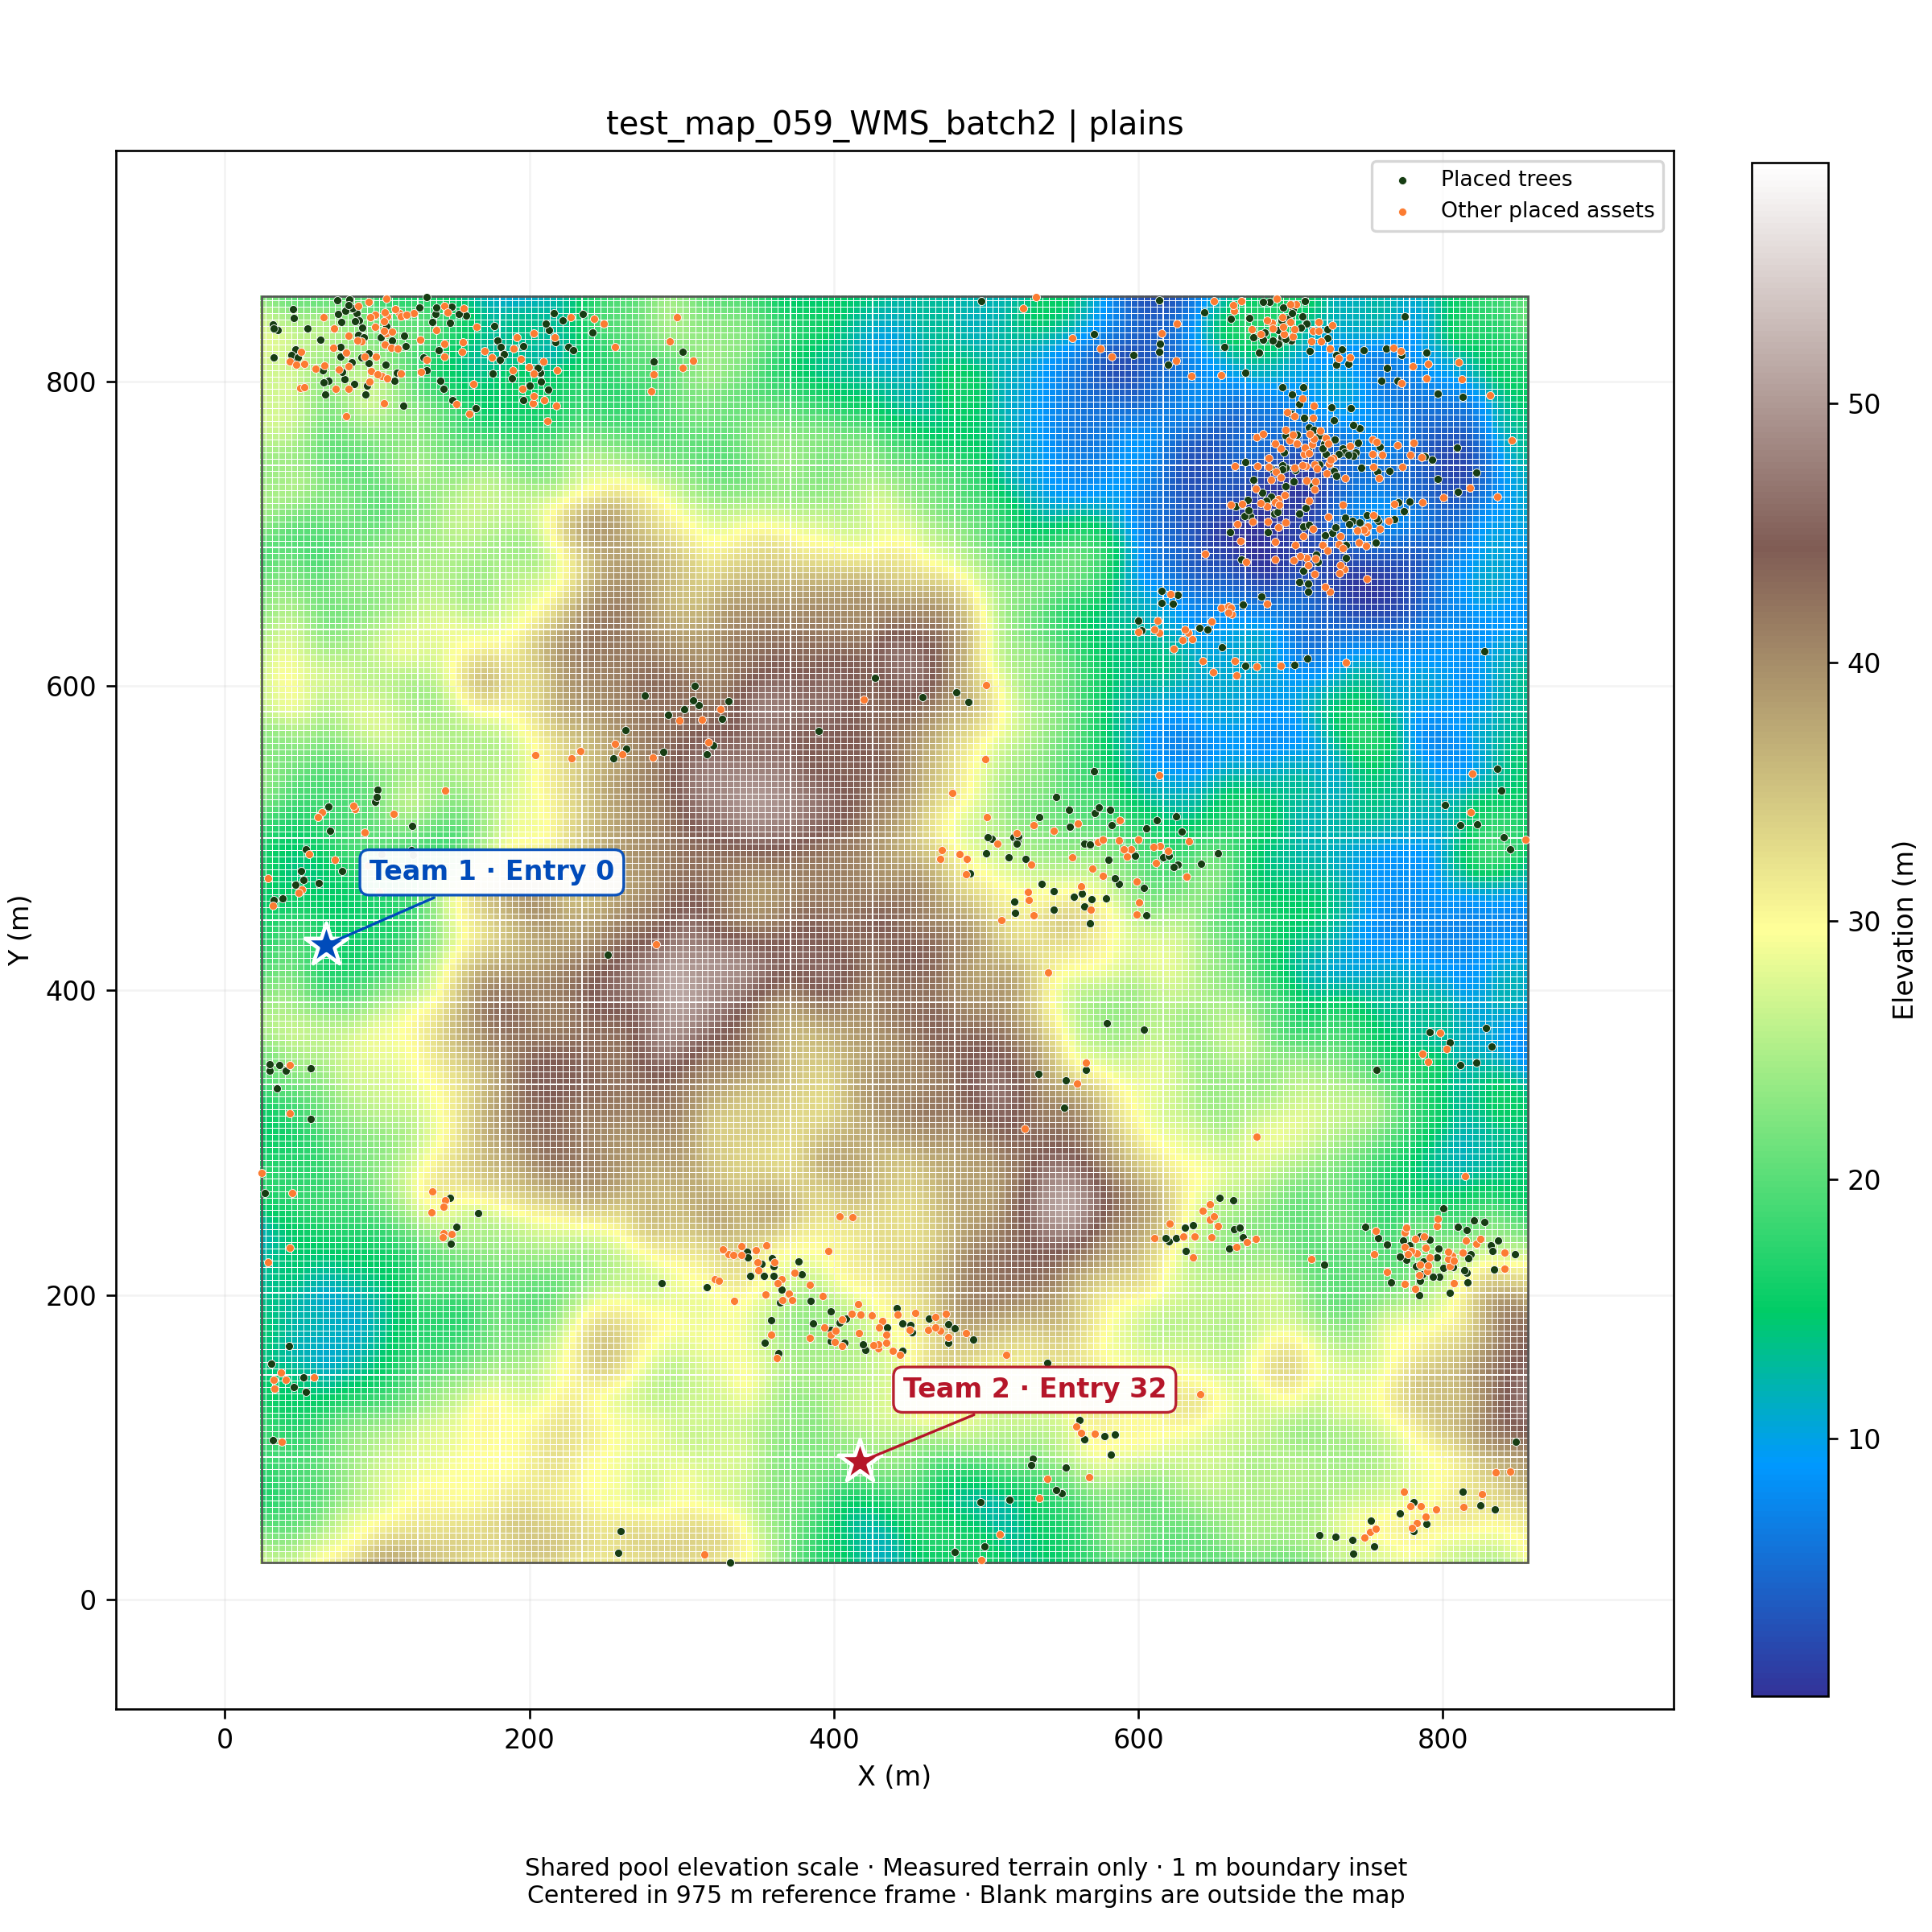 test_map_059_WMS_batch2 | plains
Placed trees
Other placed assets
800
600
400
200
0
Y (m)
Team 1 · Entry 0
Team 2 · Entry 32
0
200
400
600
800
X (m)
50
40
30
20
10
Elevation (m)
Shared pool elevation scale · Measured terrain only · 1 m boundary inset
Centered in 975 m reference frame · Blank margins are outside the map